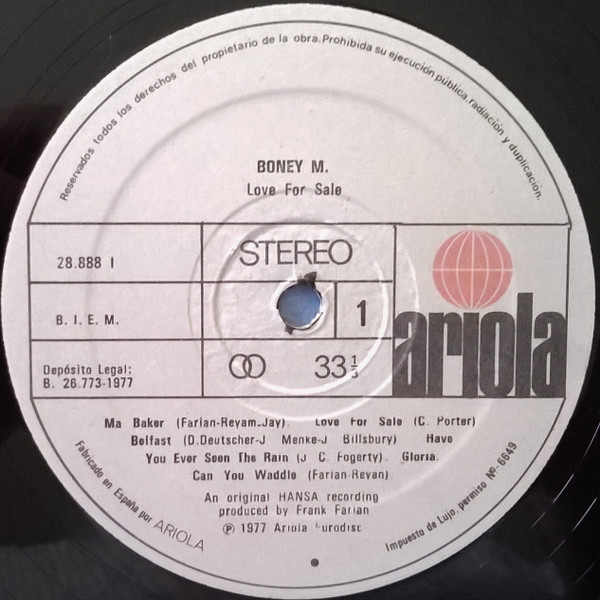 Reservados todos los derechos del propietario de la obra. Prohibida su ejecución pública, radiación y duplicación.
BONEY M.
Love For Sale
28.888 I
STEREO
B. I. E. M.
1
ariola
Depósito Legal:
B. 26.773-1977
33⅓
Ma Baker (Farian-Reyam-Jay). Love For Sale (C. Porter)
Belfast (D.Deutscher-J Menke-J Billsbury) Have
You Ever Seen The Rain (J C. Fogerty). Gloria.
Can You Waddle (Farian-Reyan)
An original HANSA recording
produced by Frank Farian
Ⓟ 1977 Ariola Eurodisc
Fabricado en España por ARIOLA
Impuesto de Lujo, permiso Nº-6649